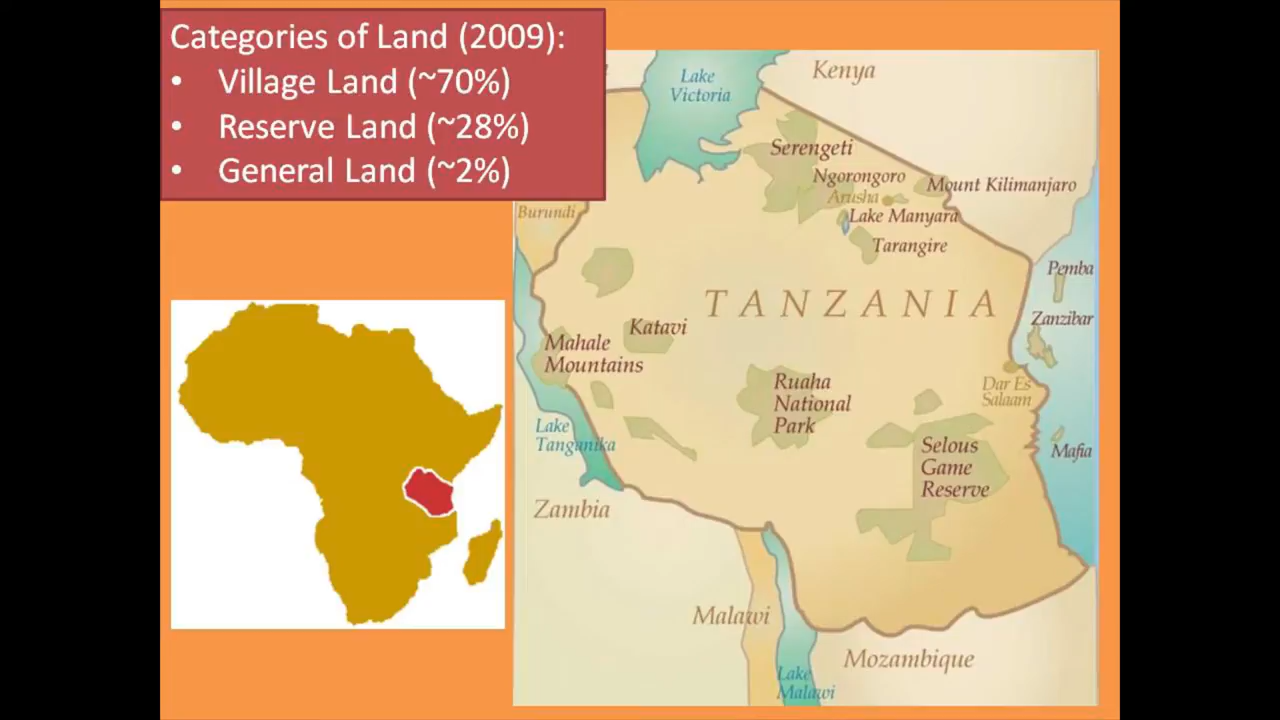 Categories of Land (2009):
• Village Land (~70%)
• Reserve Land (~28%)
• General Land (~2%)
Lake
Victoria
Kenya
Serengeti
Ngorongoro
Mount Kilimanjaro
Arusha
Lake Manyara
Burundi
Tarangire
Pemba
TANZANIA
Zanzibar
Katavi
Mahale
Mountains
Ruaha
National
Park
Dar Es
Salaam
Lake
Tanganika
Selous
Game
Reserve
Mafia
Zambia
Malawi
Mozambique
Lake
Malawi